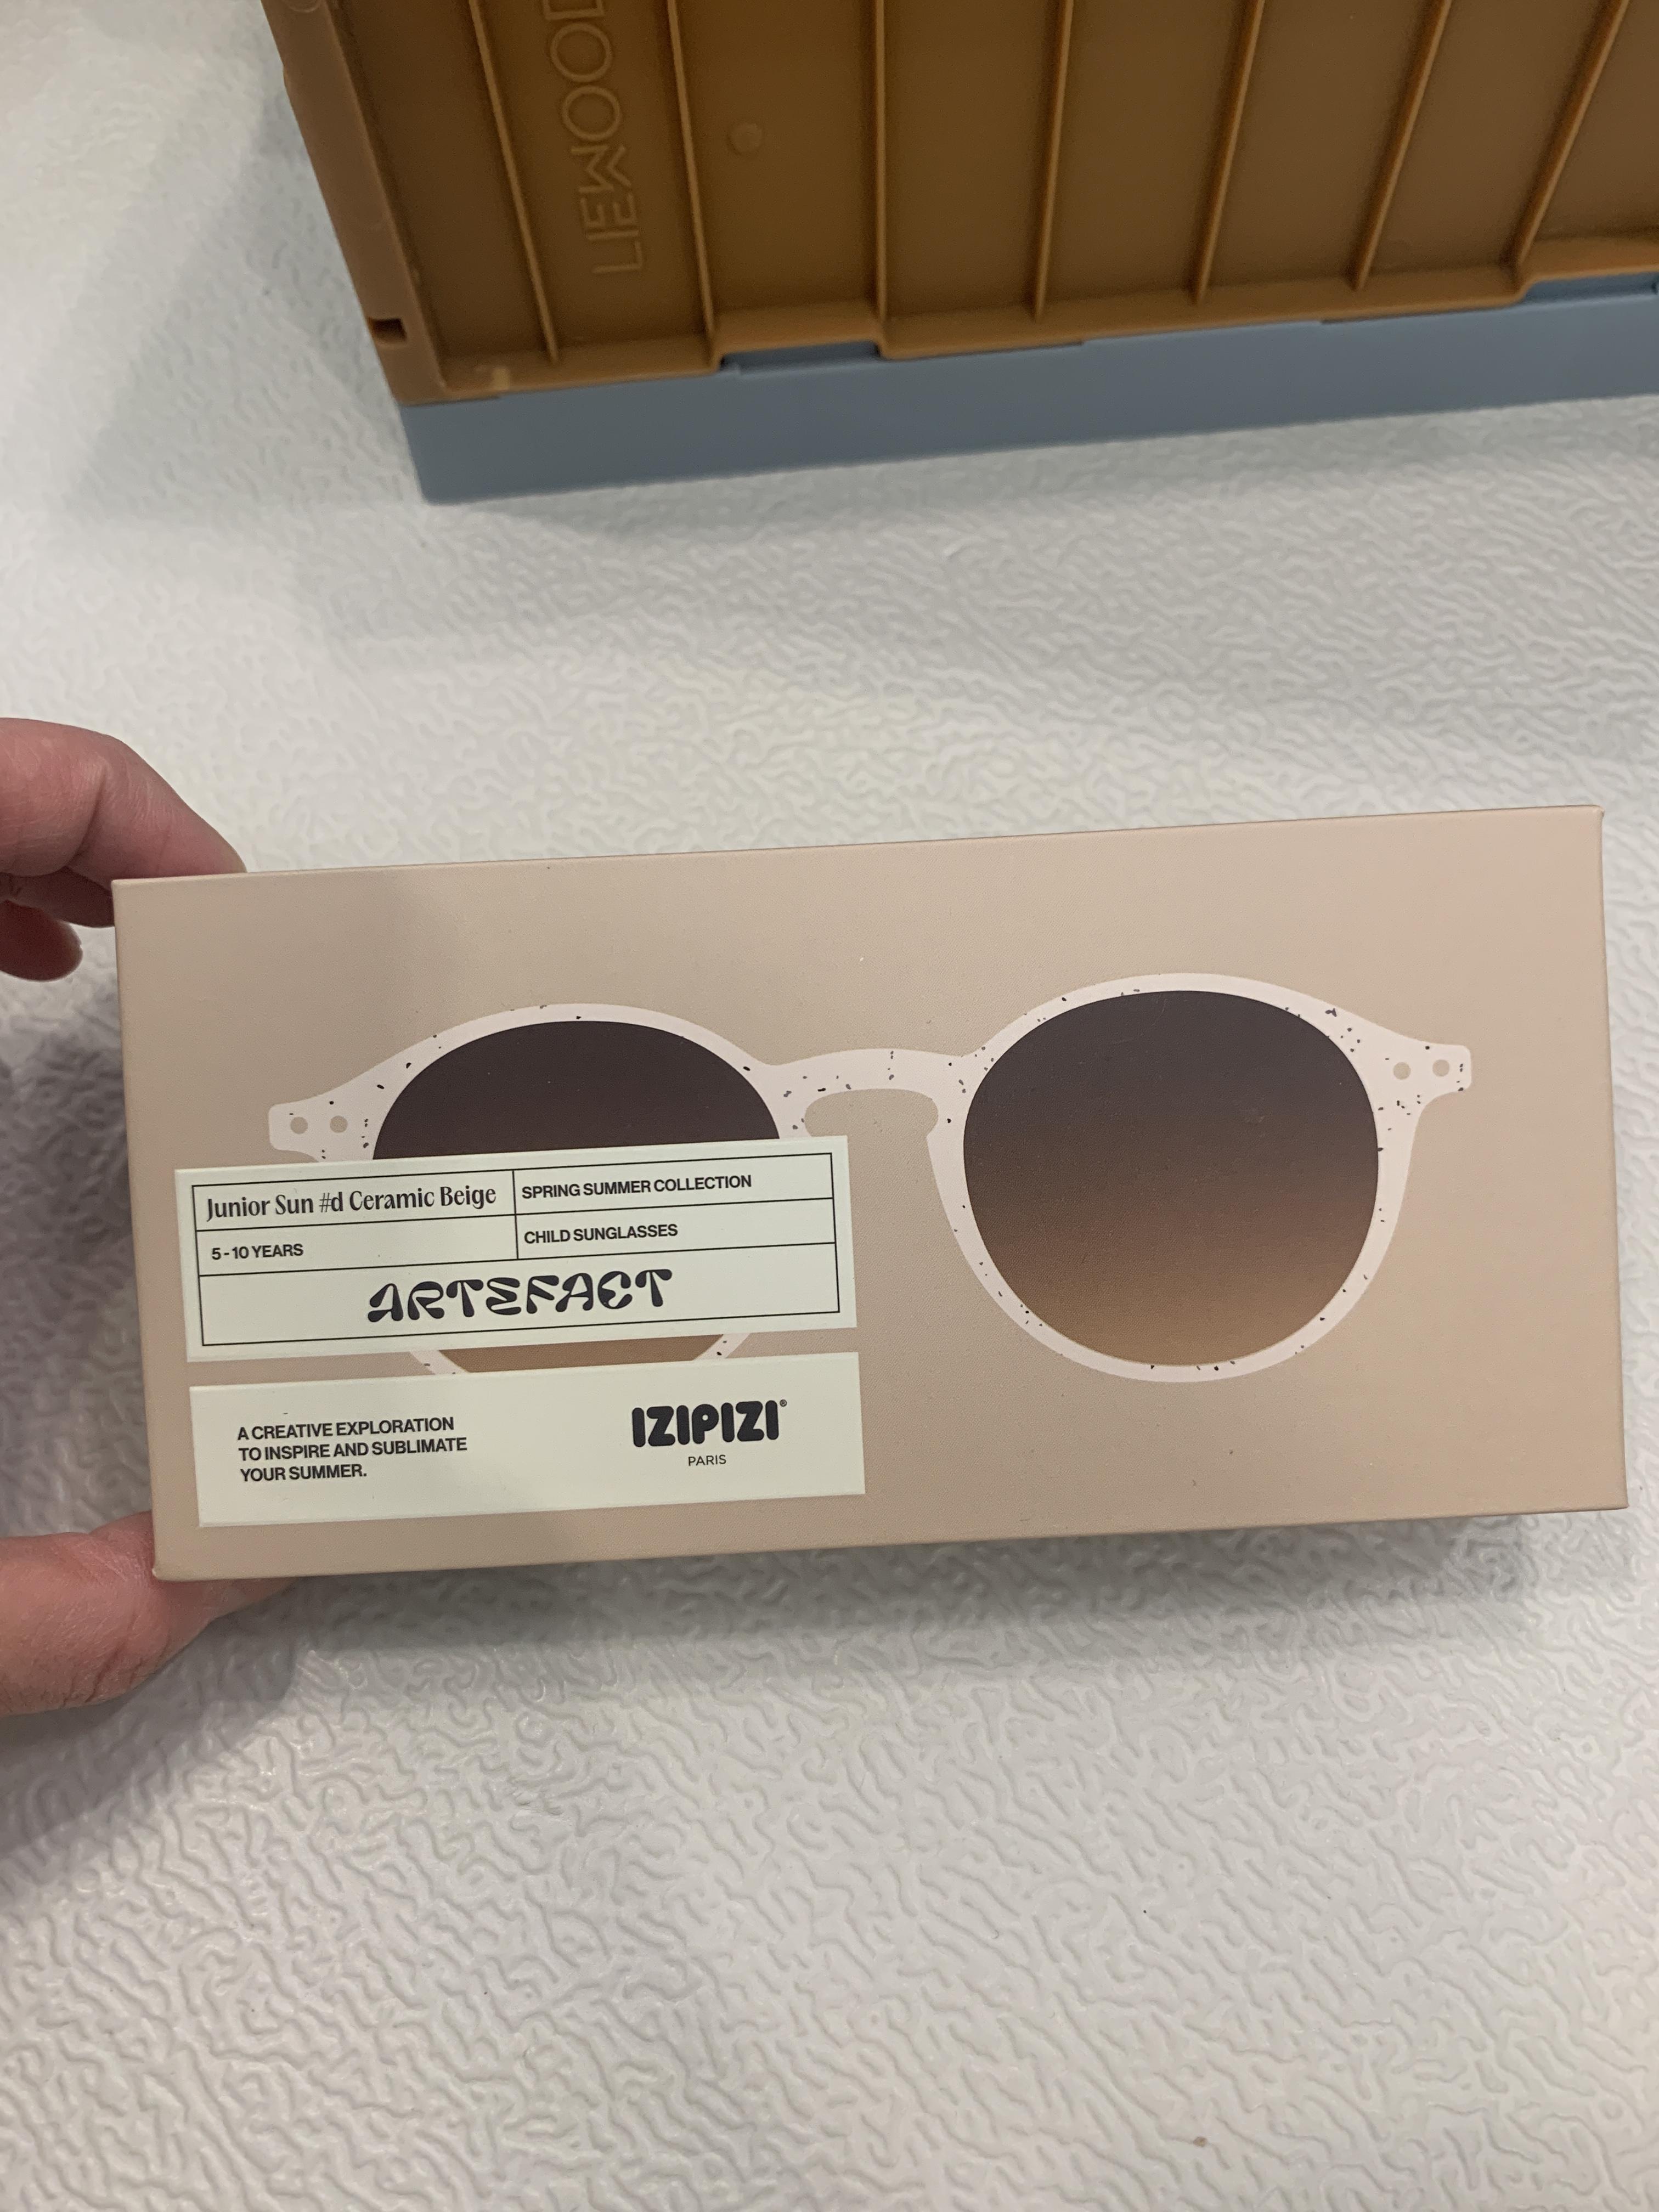 LIEWOOD
Junior Sun #d Ceramic Beige
SPRING SUMMER COLLECTION
5 - 10 YEARS
CHILD SUNGLASSES
ARTEFACT
A CREATIVE EXPLORATION
TO INSPIRE AND SUBLIMATE
YOUR SUMMER.
IZIPIZI®
PARIS